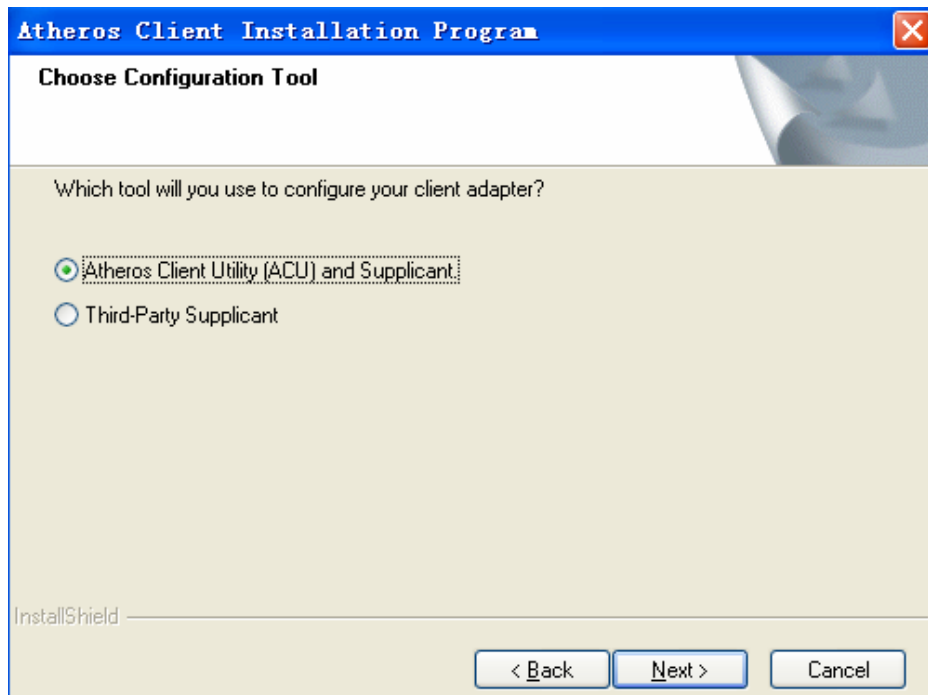 Atheros Client Installation Program
Choose Configuration Tool
Which tool will you use to configure your client adapter?
Atheros Client Utility (ACU) and Supplicant.
Third-Party Supplicant
InstallShield
< Back
Next >
Cancel